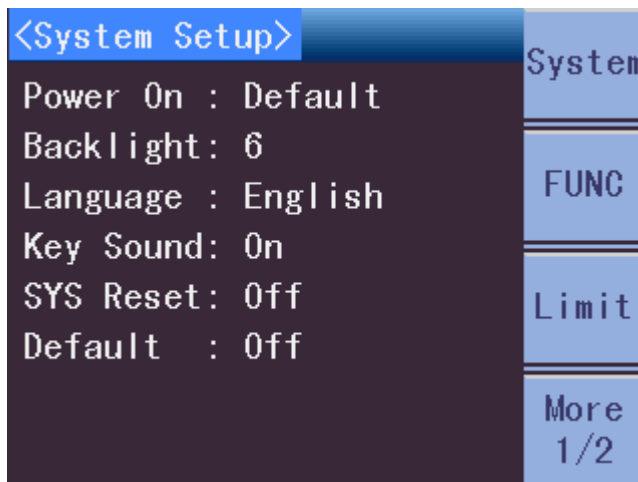 <System Setup>
Power On : Default
Backlight: 6
Language : English
Key Sound: On
SYS Reset: Off
Default : Off
System
FUNC
Limit
More
1/2